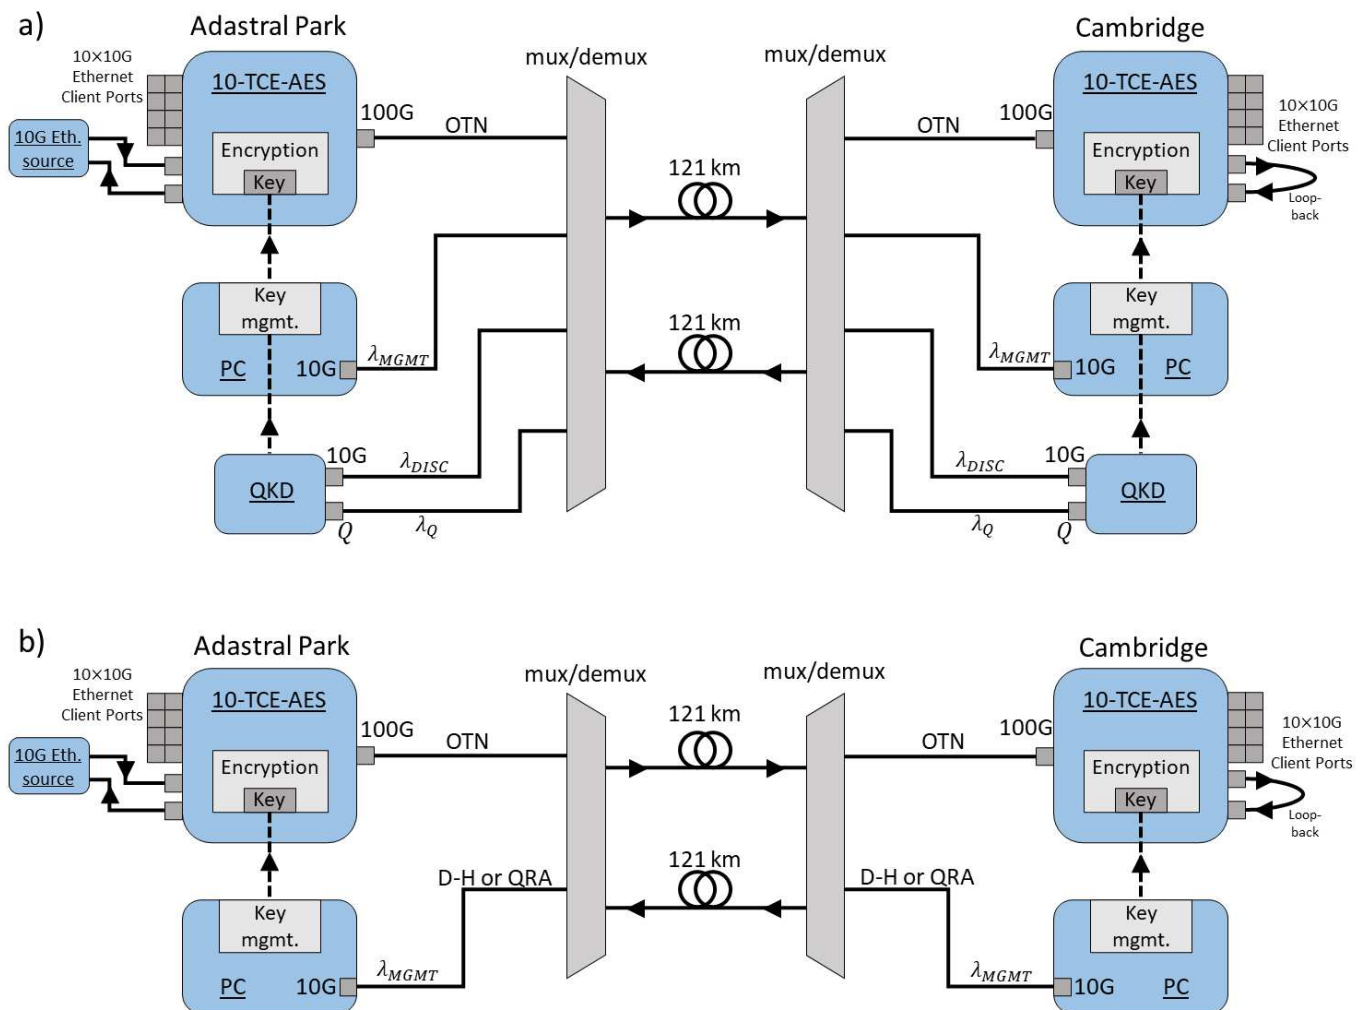 a)
Adastral Park
Cambridge
mux/demux
mux/demux
10×10G
Ethernet
Client Ports
10-TCE-AES
100G
OTN
OTN
100G
10-TCE-AES
10×10G
Ethernet
Client Ports
10G Eth.
source
Encryption
Key
121 km
Encryption
Key
Loop-
back
Key
mgmt.
PC
10G
λMGMT
121 km
λMGMT
10G
Key
mgmt.
PC
10G
λDISC
λDISC
10G
QKD
QKD
Q
λQ
λQ
Q
b)
Adastral Park
Cambridge
mux/demux
mux/demux
10×10G
Ethernet
Client Ports
10-TCE-AES
100G
OTN
121 km
OTN
100G
10-TCE-AES
10×10G
Ethernet
Client Ports
10G Eth.
source
Encryption
Key
Encryption
Key
Loop-
back
D-H or QRA
121 km
D-H or QRA
Key
mgmt.
PC
10G
λMGMT
λMGMT
10G
Key
mgmt.
PC